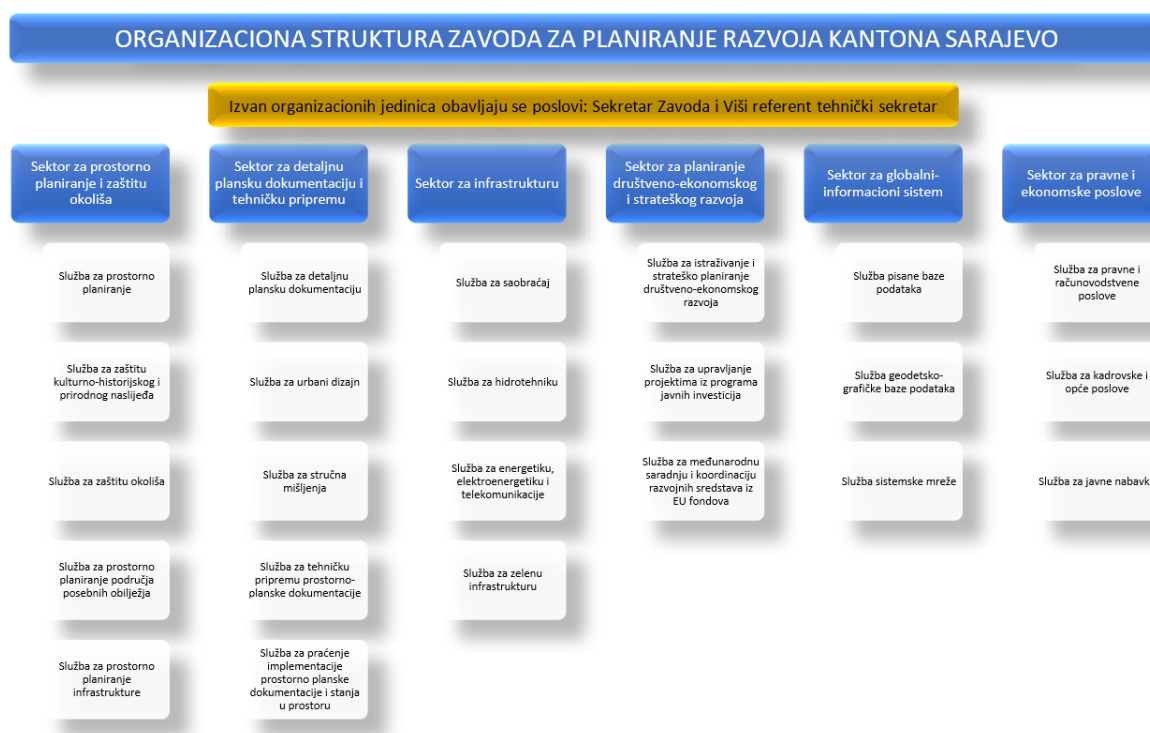 ORGANIZACIONA STRUKTURA ZAVODA ZA PLANIRANJE RAZVOJA KANTONA SARAJEVO
Izvan organizacionih jedinica obavljaju se poslovi: Sekretar Zavoda i Viši referent tehnički sekretar
Sektor za prostorno
planiranje i zaštitu
okoliša
Služba za prostorno
planiranje
Služba za zaštitu
kulturno-historijskog i
prirodnog naslijeđa
Služba za zaštitu okoliša
Služba za prostorno
planiranje područja
posebnih obilježja
Služba za prostorno
planiranje
infrastrukture
Sektor za detaljnu
plansku dokumentaciju i
tehničku pripremu
Služba za detaljnu
plansku dokumentaciju
Služba za urbani dizajn
Služba za stručna
mišljenja
Služba za tehničku
pripremu prostorno-
planske dokumentacije
Služba za praćenje
implementacije
prostorno planske
dokumentacije i stanja
u prostoru
Sektor za infrastrukturu
Služba za saobraćaj
Služba za hidrotehniku
Služba za energetiku,
elektroenergetiku i
telekomunikacije
Služba za zelenu
infrastrukturu
Sektor za planiranje
društveno-ekonomskog
i strateškog razvoja
Služba za istraživanje i
strateško planiranje
društveno-ekonomskog
razvoja
Služba za upravljanje
projektima iz programa
javnih investicija
Služba za međunarodnu
saradnju i koordinaciju
razvojnih sredstava iz
EU fondova
Sektor za globalni-
informacioni sistem
Služba pisane baze
podataka
Služba geodetsko-
grafičke baze podataka
Služba sistemske mreže
Sektor za pravne i
ekonomske poslove
Služba za pravne i
računovodstvene
poslove
Služba za kadrovske i
opće poslove
Služba za javne nabavk